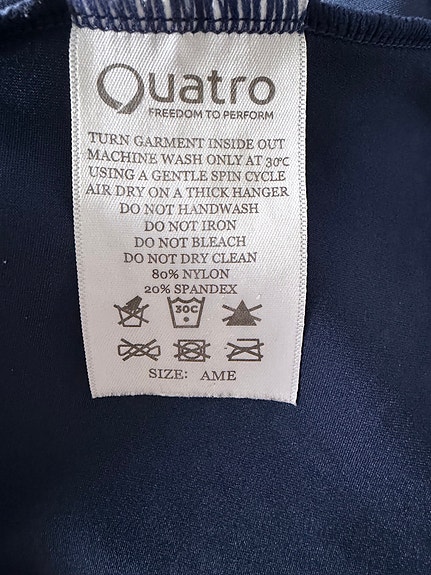 Quatro
FREEDOM TO PERFORM
TURN GARMENT INSIDE OUT
MACHINE WASH ONLY AT 30°C
USING A GENTLE SPIN CYCLE
AIR DRY ON A THICK HANGER
DO NOT HANDWASH
DO NOT IRON
DO NOT BLEACH
DO NOT DRY CLEAN
80% NYLON
20% SPANDEX
30C
SIZE: AME